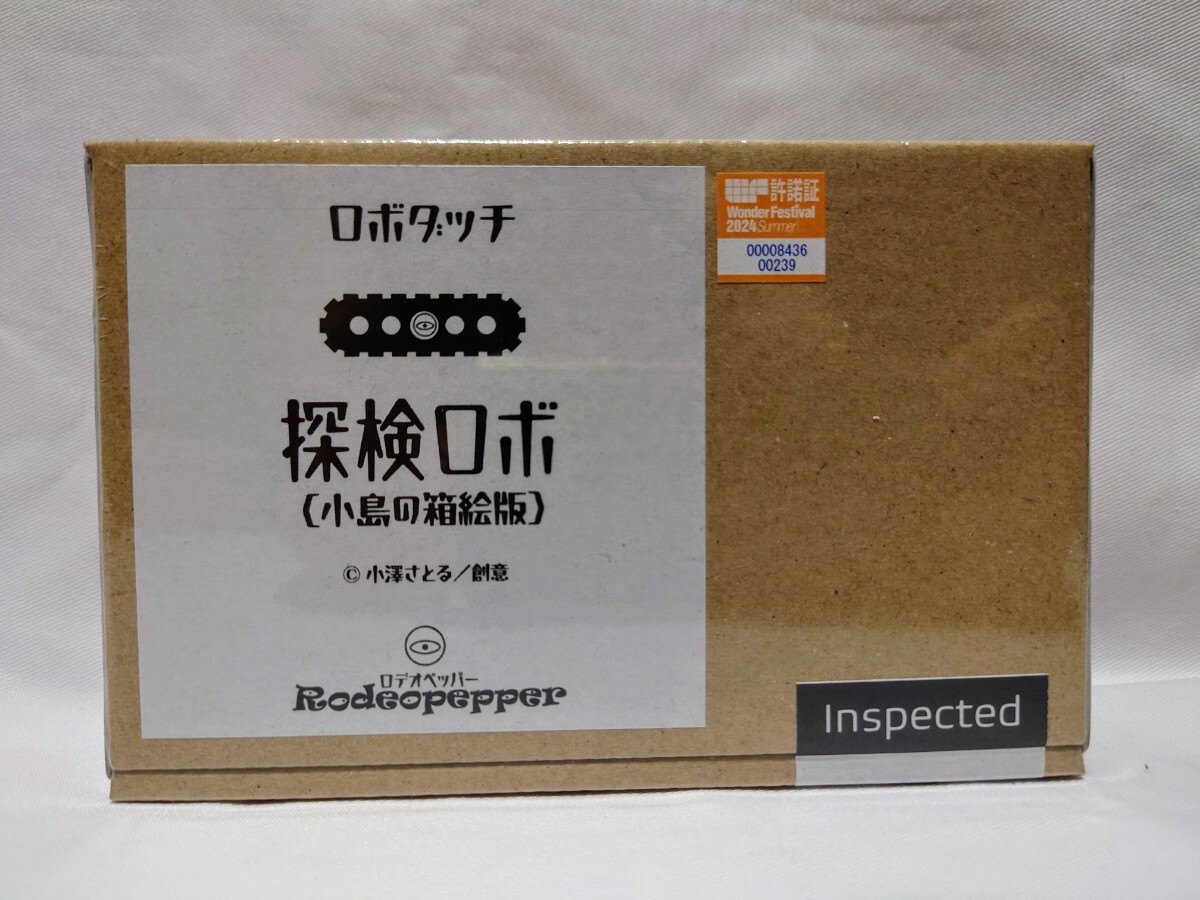 ロボダッチ
探検ロボ
〔小島の箱絵版〕
© 小澤さとる／創意
ロデオペッパー
Rodeopepper
WF 許諾証
Wonder Festival
2024 Summer
00008436
00239
Inspected